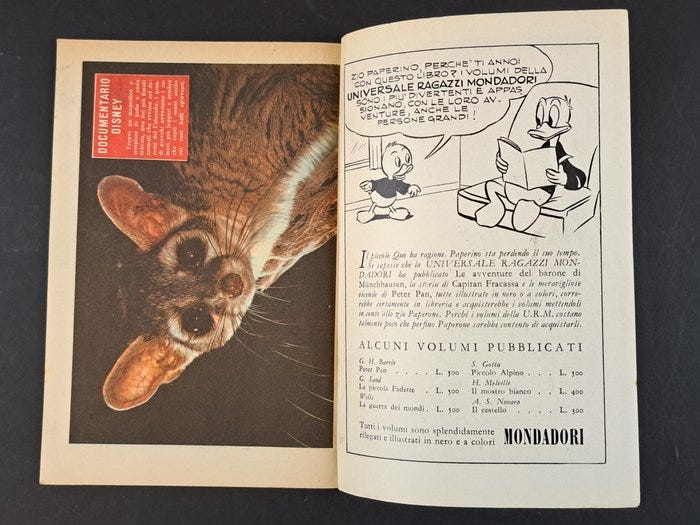 DOCUMENTARIO
DISNEY
ZIO PAPERINO, PERCHE' TI ANNOI
CON QUESTO LIBRO? I VOLUMI DELLA
UNIVERSALE RAGAZZI MONDADORI
SONO I PIU' DIVERTENTI E APPAS
SIONANO, CON LE LORO AV-
VENTURE, ANCHE LE
PERSONE GRANDI!
Il piccolo Quo ha ragione. Paperino sta perdendo il suo tempo.
Se sapesse che la UNIVERSALE RAGAZZI MON-
DADORI ha pubblicato Le avventure del barone di
Münchhausen, la storia di Capitan Fracassa e le meravigliose
vicende di Peter Pan, tutte illustrate in nero o a colori, corre-
rebbe certamente in libreria e acquisterebbe i volumi mettendoli
in conto allo zio Paperone. Perché i volumi della U.R.M. costano
talmente poco che perfino Paperone sarebbe contento di acquistarli.
ALCUNI VOLUMI PUBBLICATI
G. H. Barrie
Peter Pan . . . . L. 500
G. Sand
La piccola Fadette . L. 500
Wells
La guerra dei mondi . L. 500
S. Gotta
Piccolo Alpino . . . L. 500
H. Melville
Il mostro bianco . . L. 400
A. S. Novaro
Il cestello . . . . L. 500
Tutti i volumi sono splendidamente
rilegati e illustrati in nero e a colori
MONDADORI